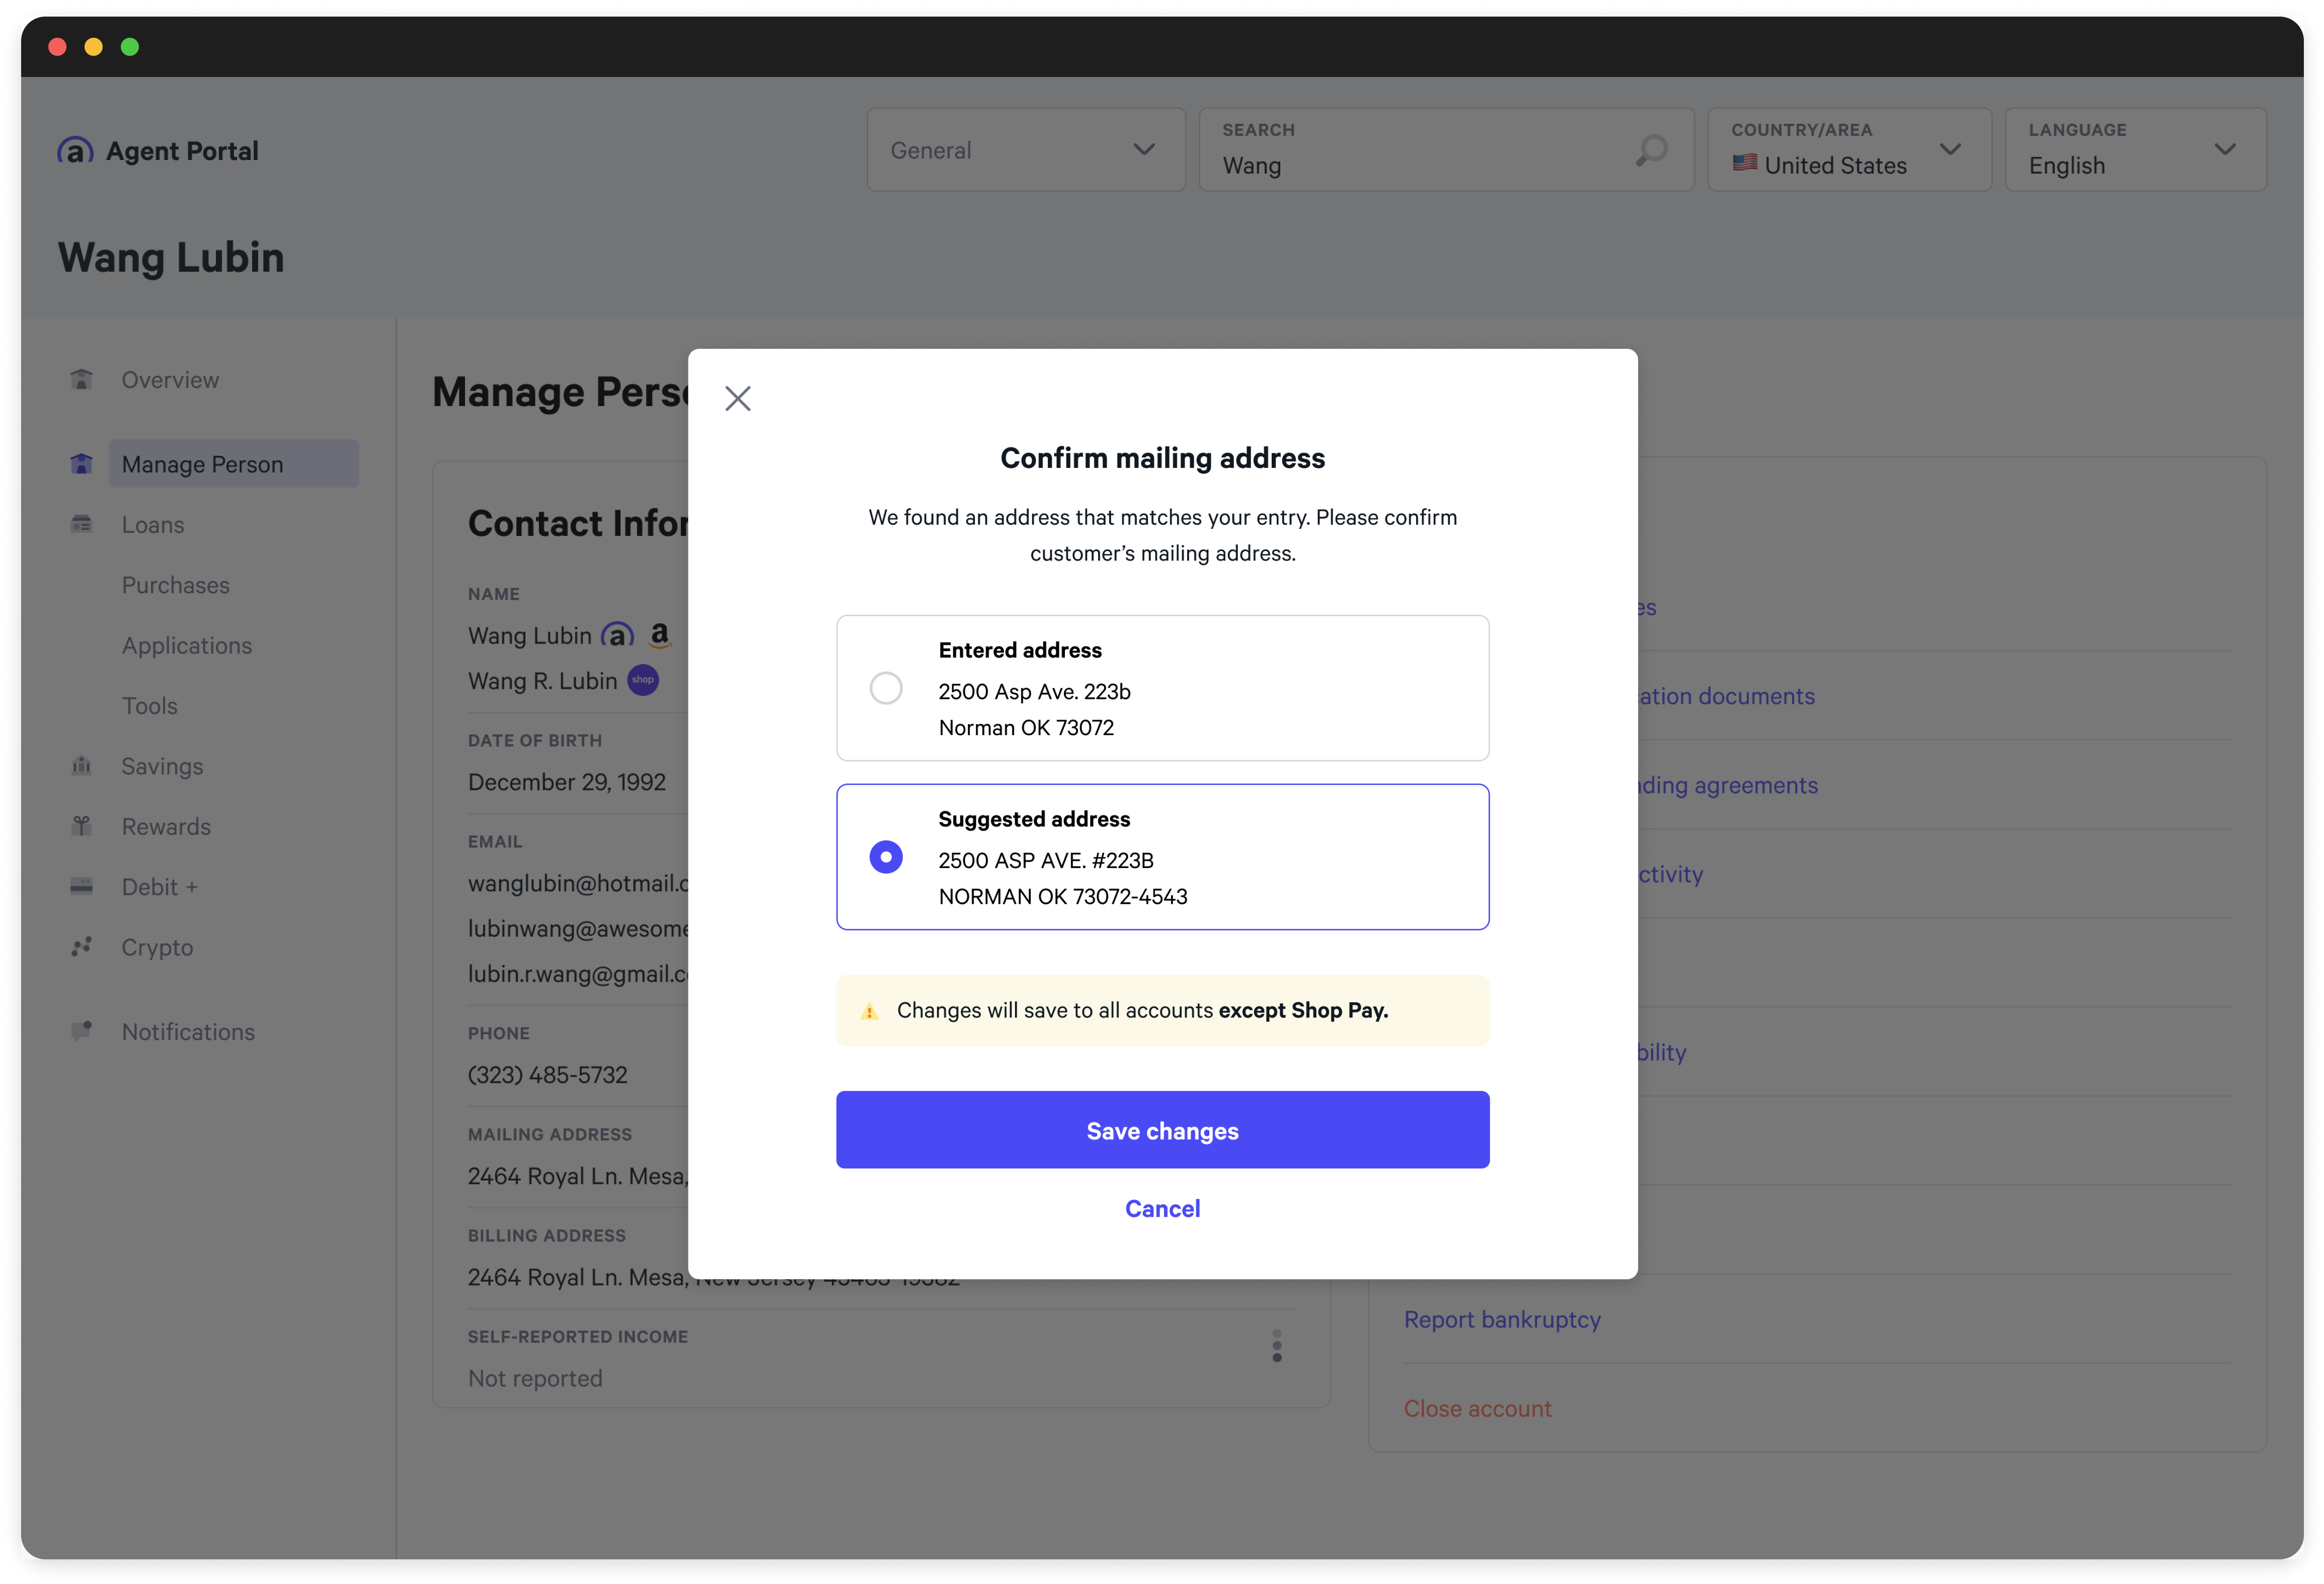 Agent Portal
General
SEARCH
Wang
COUNTRY/AREA
United States
LANGUAGE
English
Wang Lubin
Overview
Manage Person
Loans
Purchases
Applications
Tools
Savings
Rewards
Debit +
Crypto
Notifications
Manage
Contact
NAME
Wang Lubin
Wang R. Lubin shop
DATE OF BIRTH
December 29, 1992
EMAIL
wanglubin@hotmail.c
lubinwang@awesome
lubin.r.wang@gmail.c
PHONE
(323) 485-5732
MAILING ADDRESS
2464 Royal Ln. Mesa,
BILLING ADDRESS
2464 Royal Ln. Mesa,
SELF-REPORTED INCOME
Not reported
Confirm mailing address
We found an address that matches your entry. Please confirm
customer’s mailing address.
Entered address
2500 Asp Ave. 223b
Norman OK 73072
Suggested address
2500 ASP AVE. #223B
NORMAN OK 73072-4543
Changes will save to all accounts except Shop Pay.
Save changes
Cancel
es
ation documents
ding agreements
ctivity
bility
Report bankruptcy
Close account